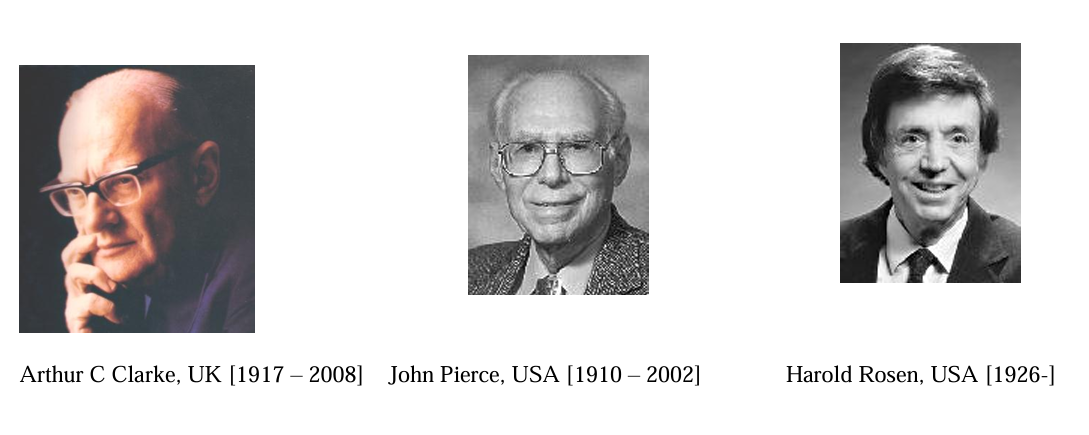 Arthur C Clarke, UK [1917 – 2008] John Pierce, USA [1910 – 2002] Harold Rosen, USA [1926-]